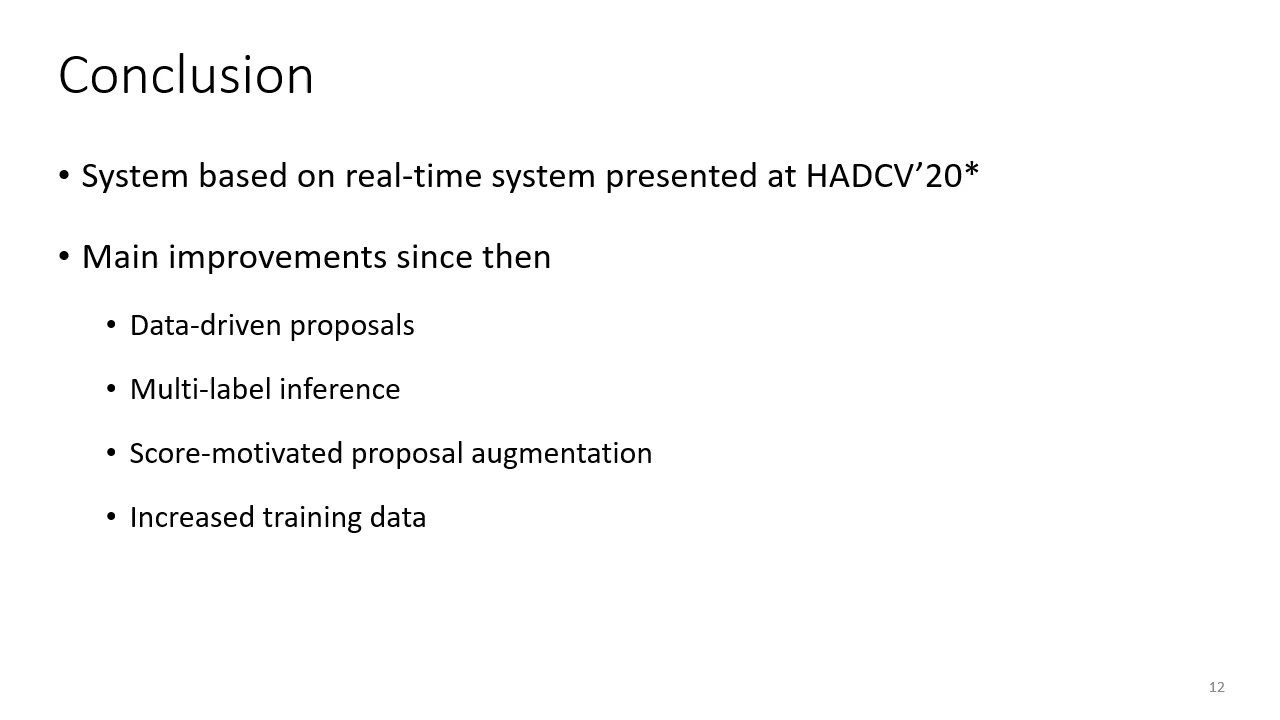 Conclusion
• System based on real-time system presented at HADCV’20*
• Main improvements since then
• Data-driven proposals
• Multi-label inference
• Score-motivated proposal augmentation
• Increased training data
12